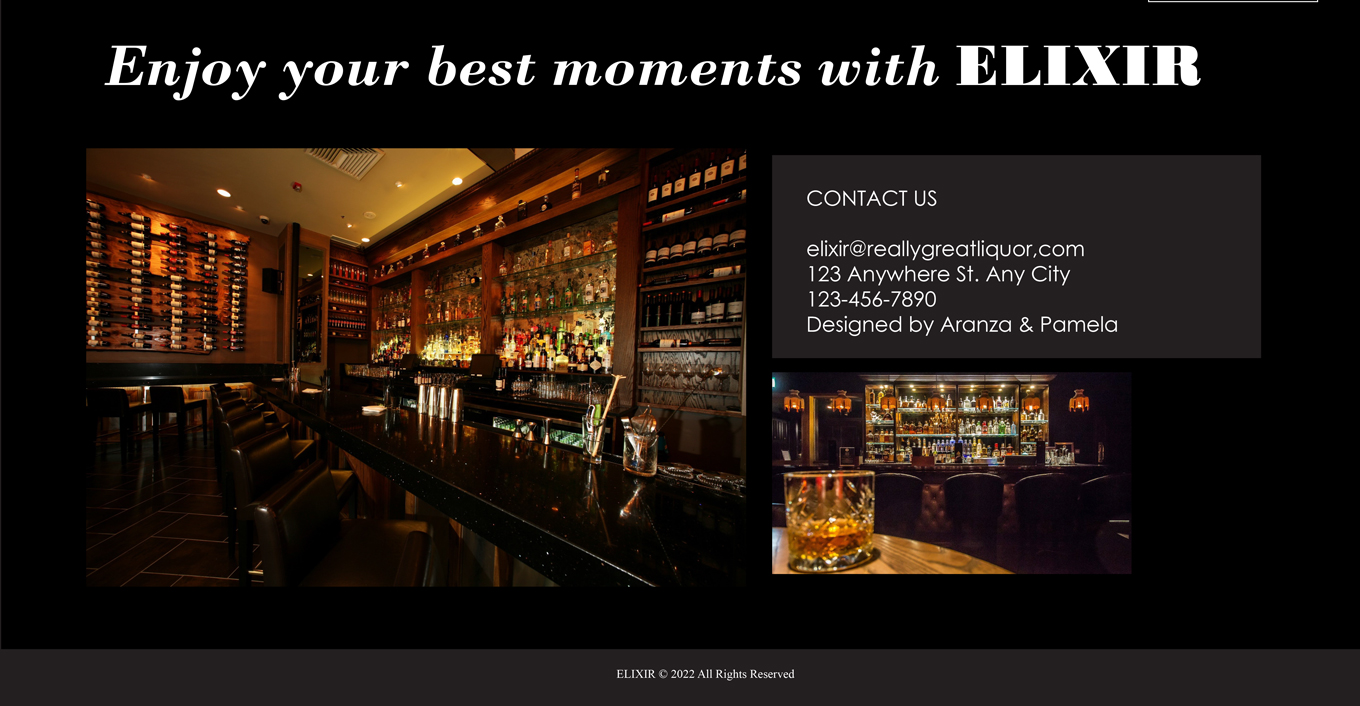 Enjoy your best moments with ELIXIR
CONTACT US
elixir@reallygreatliquor,com
123 Anywhere St. Any City
123-456-7890
Designed by Aranza & Pamela
ELIXIR © 2022 All Rights Reserved